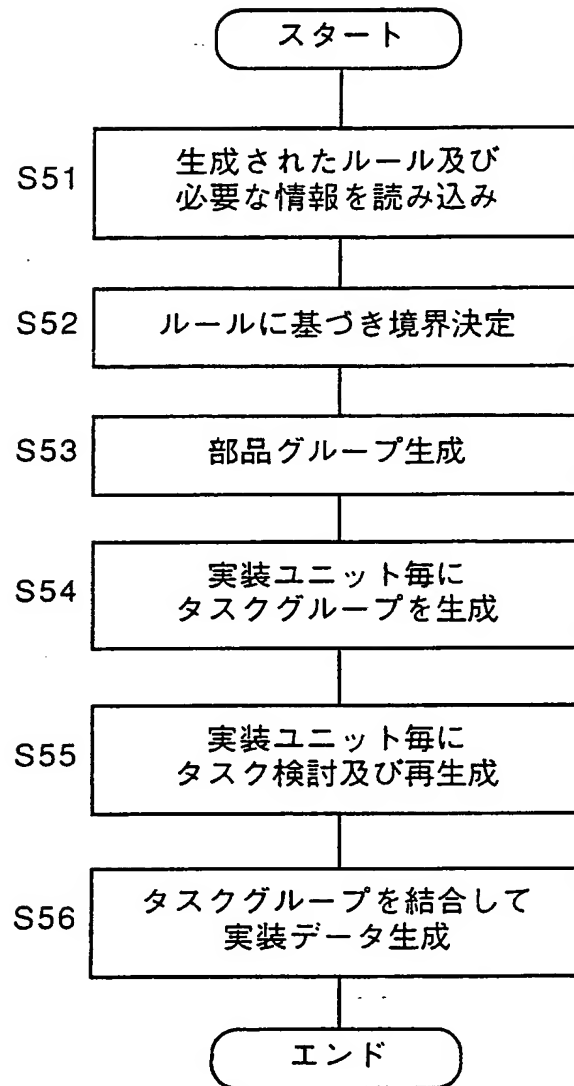 スタート
S51
生成されたルール及び
必要な情報を読み込み
S52
ルールに基づき境界決定
S53
部品グループ生成
S54
実装ユニット毎に
タスクグループを生成
S55
実装ユニット毎に
タスク検討及び再生成
S56
タスクグループを結合して
実装データ生成
エンド